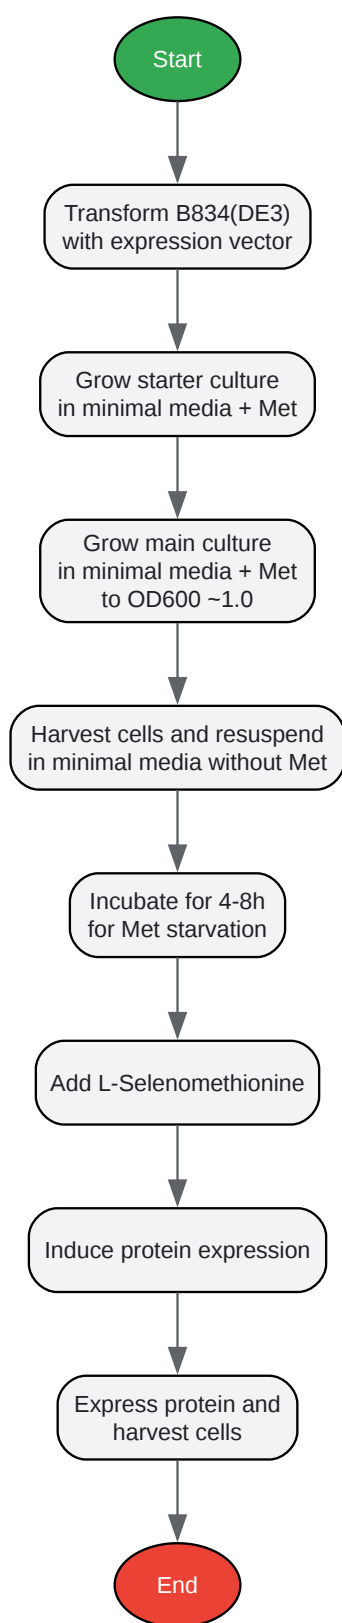 Start
Transform B834(DE3)
with expression vector
Grow starter culture
in minimal media + Met
Grow main culture
in minimal media + Met
to OD600 ~1.0
Harvest cells and resuspend
in minimal media without Met
Incubate for 4-8h
for Met starvation
Add L-Selenomethionine
Induce protein expression
Express protein and
harvest cells
End